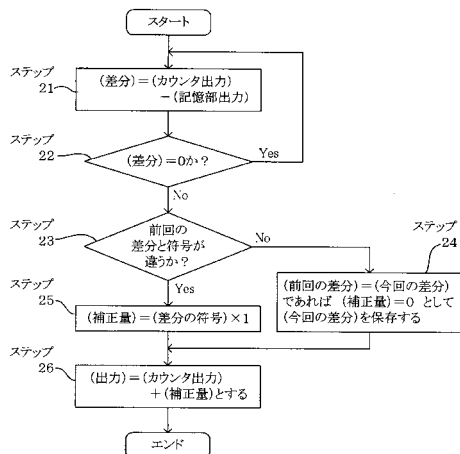 スタート
ステップ
21
(差分)=(カウンタ出力)
−(記憶部出力)
ステップ
22
(差分)=0か?
Yes
No
ステップ
23
前回の
差分と符号が
違うか?
No
Yes
ステップ
24
(前回の差分)=(今回の差分)
であれば (補正量)=0 として
(今回の差分)を保存する
ステップ
25
(補正量)=(差分の符号)×1
ステップ
26
(出力)=(カウンタ出力)
+(補正量)とする
エンド